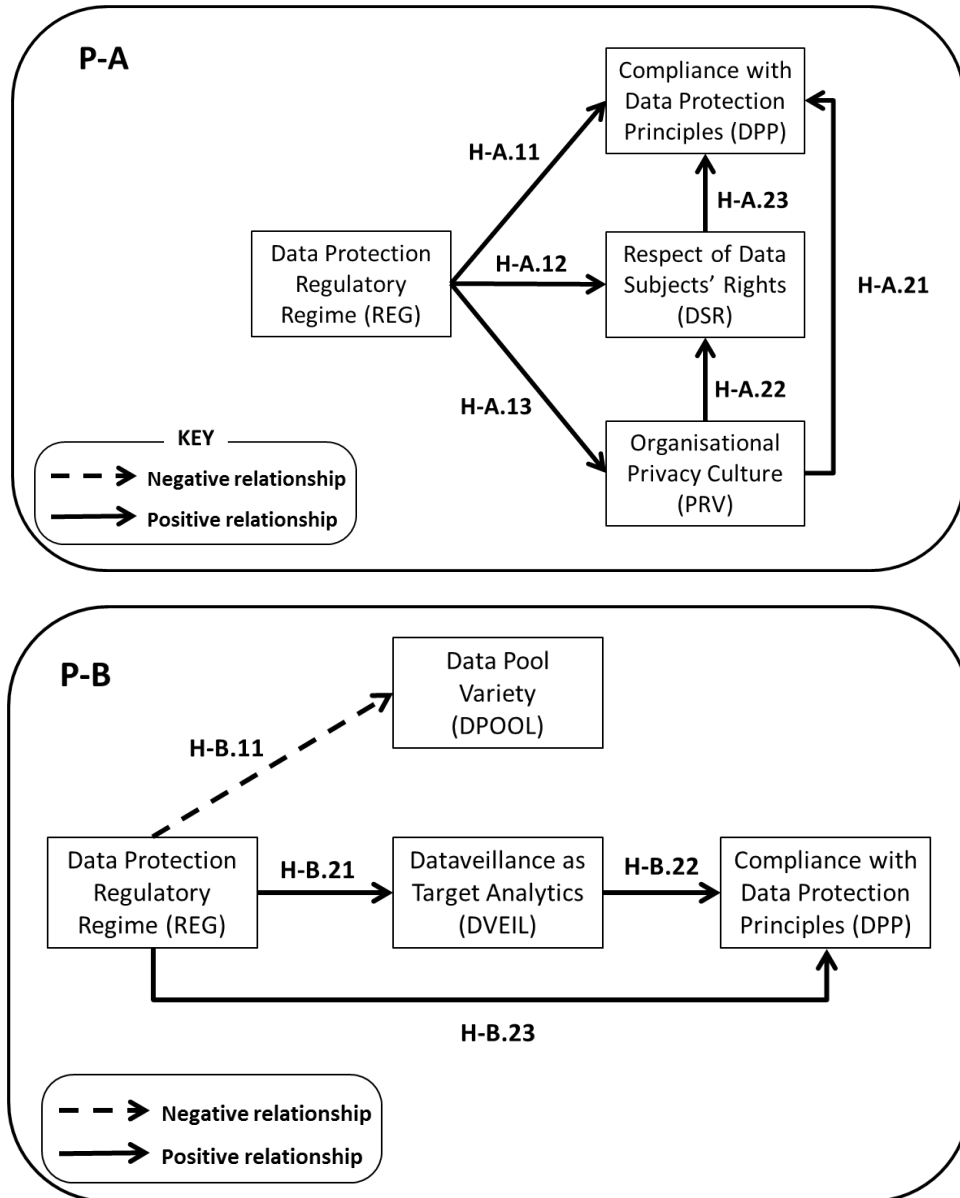 P-A
Compliance with
Data Protection
Principles (DPP)
H-A.11
H-A.23
Data Protection
Regulatory
Regime (REG)
H-A.12
Respect of Data
Subjects' Rights
(DSR)
H-A.21
H-A.13
H-A.22
Organisational
Privacy Culture
(PRV)
KEY
Negative relationship
Positive relationship
P-B
Data Pool
Variety
(DPOOL)
H-B.11
Data Protection
Regulatory
Regime (REG)
H-B.21
Dataveillance as
Target Analytics
(DVEIL)
H-B.22
Compliance with
Data Protection
Principles (DPP)
H-B.23
Negative relationship
Positive relationship